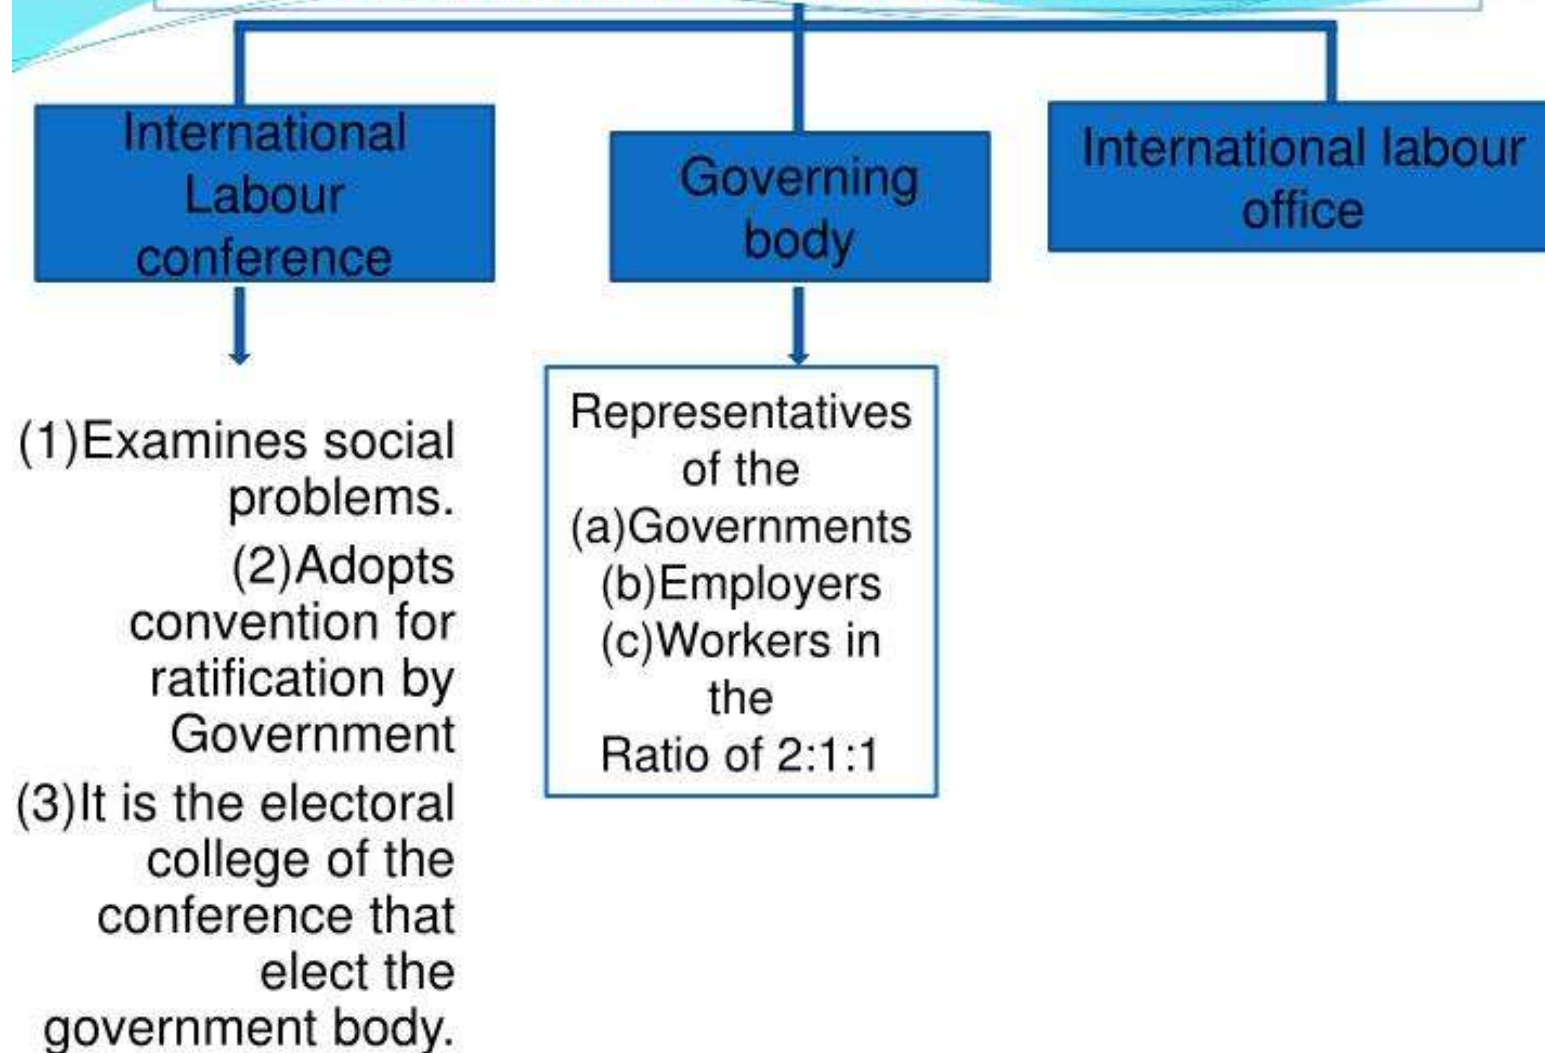 International
Labour
conference
Governing
body
International labour
office
(1)Examines social
problems.
(2)Adopts
convention for
ratification by
Government
(3)It is the electoral
college of the
conference that
elect the
government body.
Representatives
of the
(a)Governments
(b)Employers
(c)Workers in
the
Ratio of 2:1:1